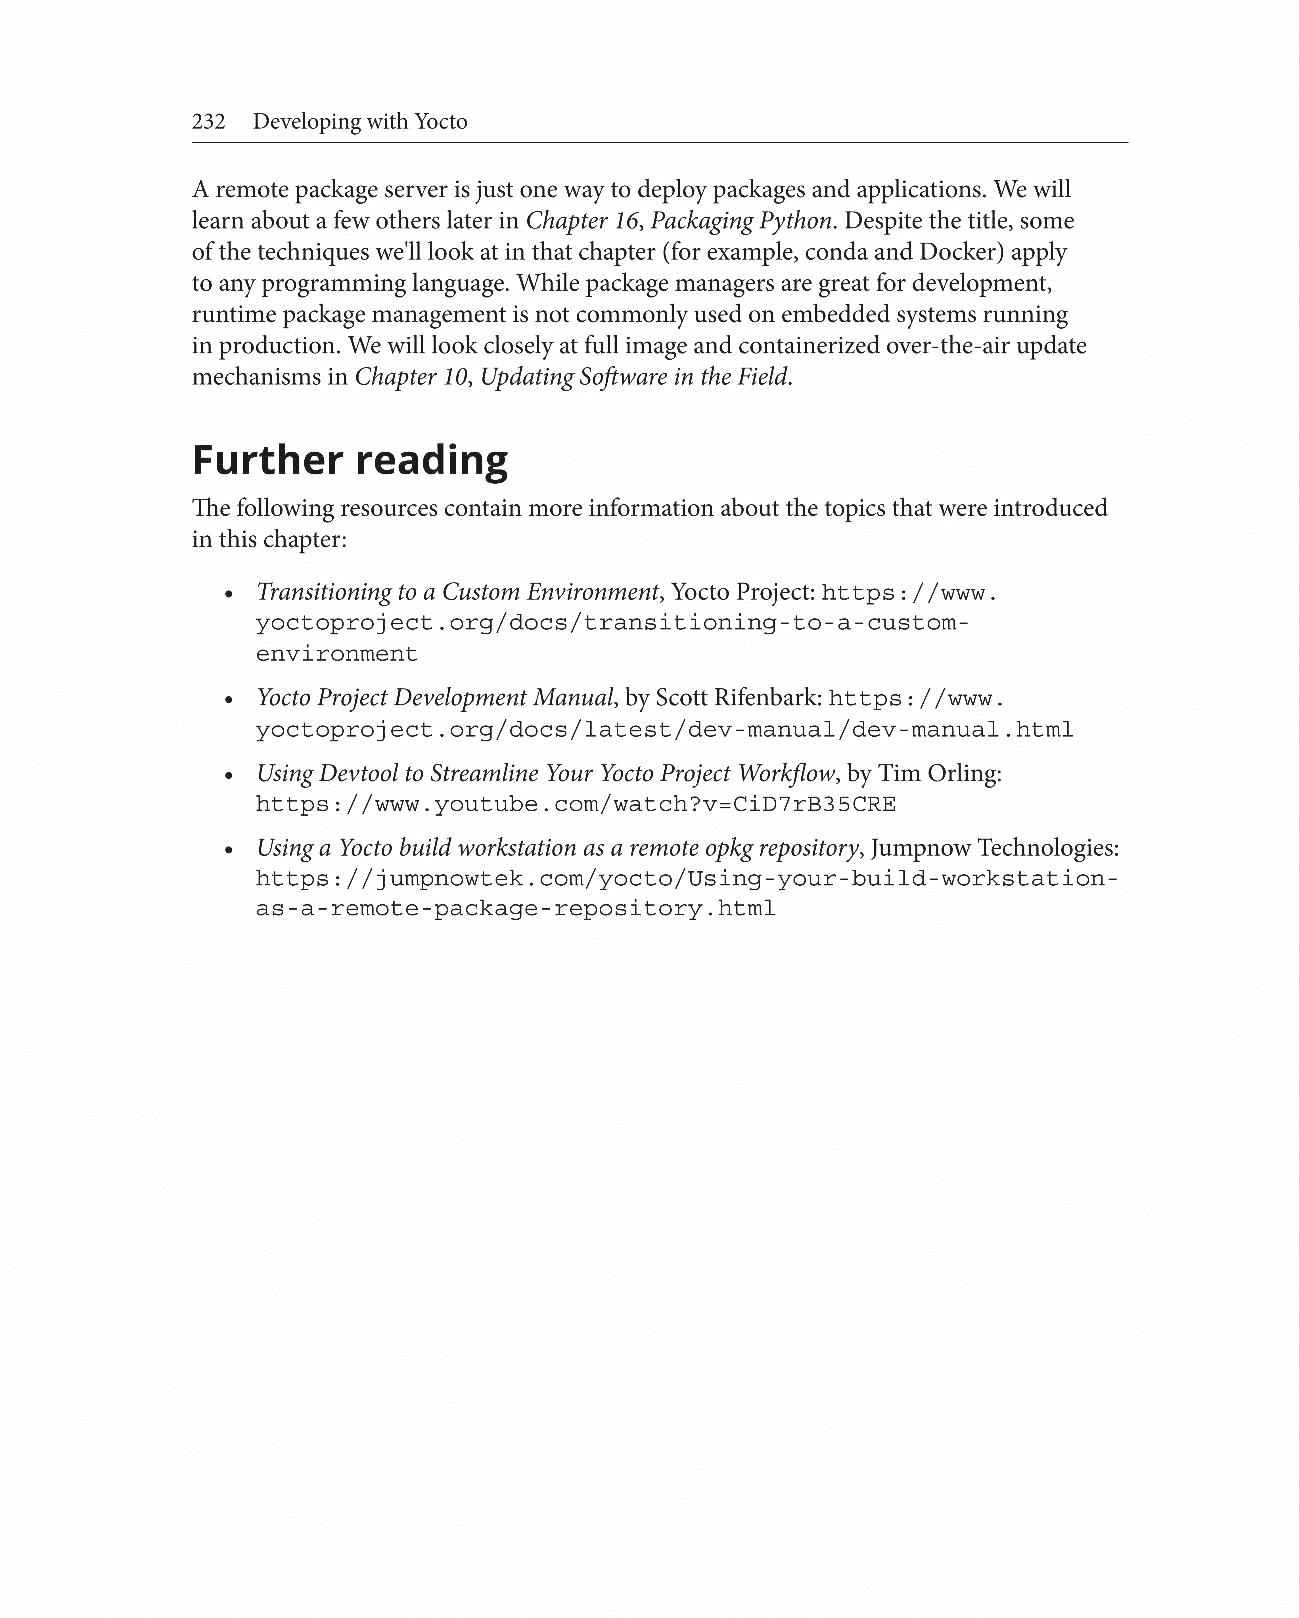 232 Developing with Yocto
A remote package server is just one way to deploy packages and applications. We will
learn about a few others later in Chapter 16, Packaging Python. Despite the title, some
of the techniques we'll look at in that chapter (for example, conda and Docker) apply
to any programming language. While package managers are great for development,
runtime package management is not commonly used on embedded systems running
in production. We will look closely at full image and containerized over-the-air update
mechanisms in Chapter 10, Updating Software in the Field.
Further reading
The following resources contain more information about the topics that were introduced
in this chapter:
• Transitioning to a Custom Environment, Yocto Project: https://www.
yoctoproject.org/docs/transitioning-to-a-custom-
environment
• Yocto Project Development Manual, by Scott Rifenbark: https://www.
yoctoproject.org/docs/latest/dev-manual/dev-manual.html
• Using Devtool to Streamline Your Yocto Project Workflow, by Tim Orling:
https://www.youtube.com/watch?v=CiD7rB35CRE
• Using a Yocto build workstation as a remote opkg repository, Jumpnow Technologies:
https://jumpnowtek.com/yocto/Using-your-build-workstation-
as-a-remote-package-repository.html